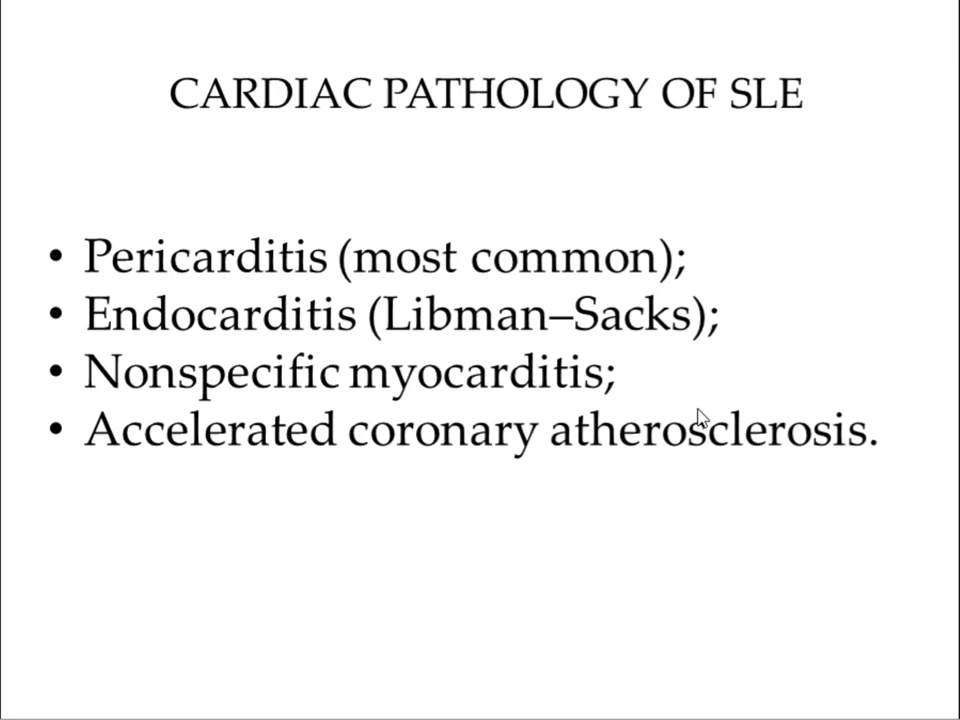 CARDIAC PATHOLOGY OF SLE
• Pericarditis (most common);
• Endocarditis (Libman–Sacks);
• Nonspecific myocarditis;
• Accelerated coronary atherosclerosis.